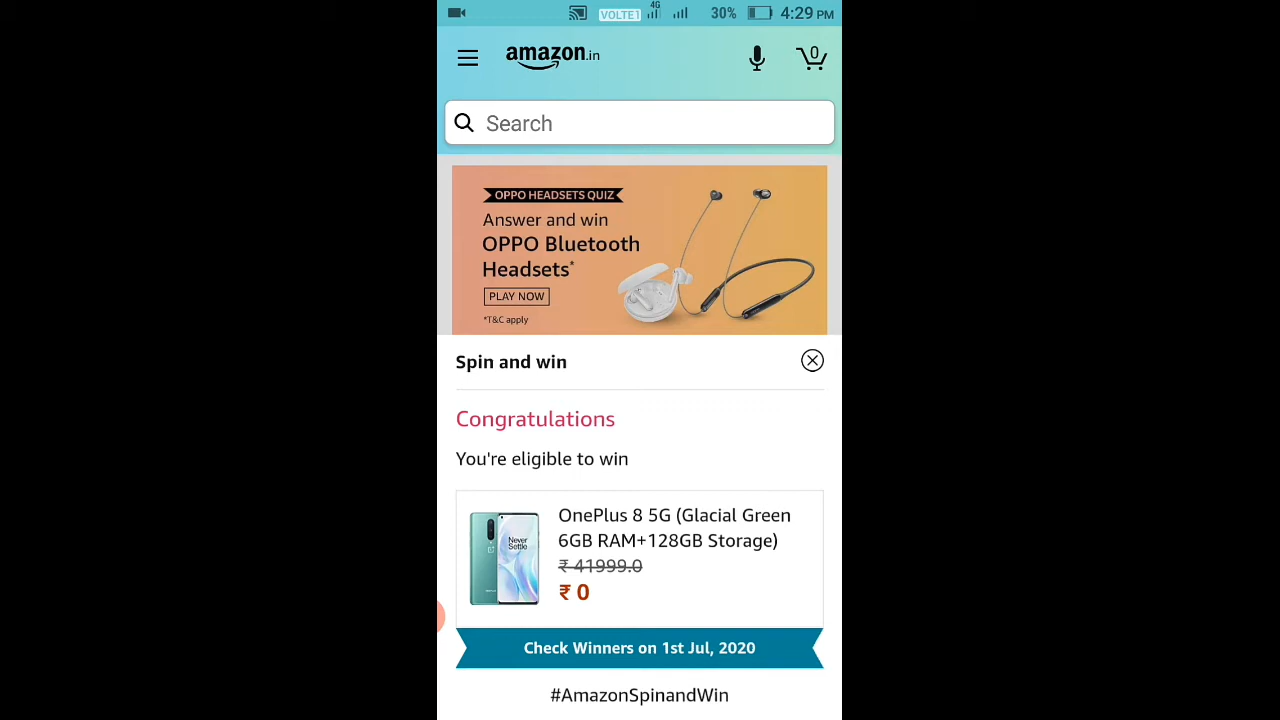 VOLTE1 4G 30% 4:29 PM
amazon.in
0
Search
OPPO HEADSETS QUIZ
Answer and win
OPPO Bluetooth
Headsets*
PLAY NOW
*T&C apply
Spin and win
Congratulations
You're eligible to win
OnePlus 8 5G (Glacial Green
6GB RAM+128GB Storage)
₹ 41999.0
₹ 0
Never
Settle
Check Winners on 1st Jul, 2020
#AmazonSpinandWin